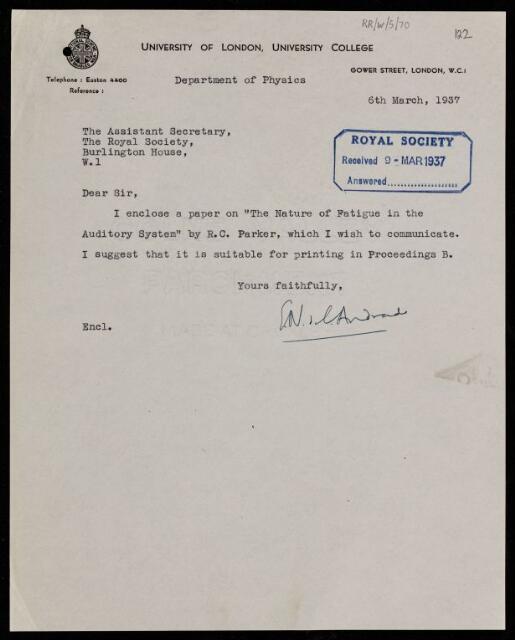 RR/W/5/70
122
UNIVERSITY OF LONDON, UNIVERSITY COLLEGE
GOWER STREET, LONDON, W.C.1
Telephone : Euston 4400
Department of Physics
Reference :
6th March, 1937
The Assistant Secretary,
The Royal Society,
Burlington House,
W.1
ROYAL SOCIETY
Received 9 - MAR 1937
Answered......................
Dear Sir,
I enclose a paper on "The Nature of Fatigue in the
Auditory System" by R.C. Parker, which I wish to communicate.
I suggest that it is suitable for printing in Proceedings B.
Yours faithfully,
E.N. da C. Andrade
Encl.